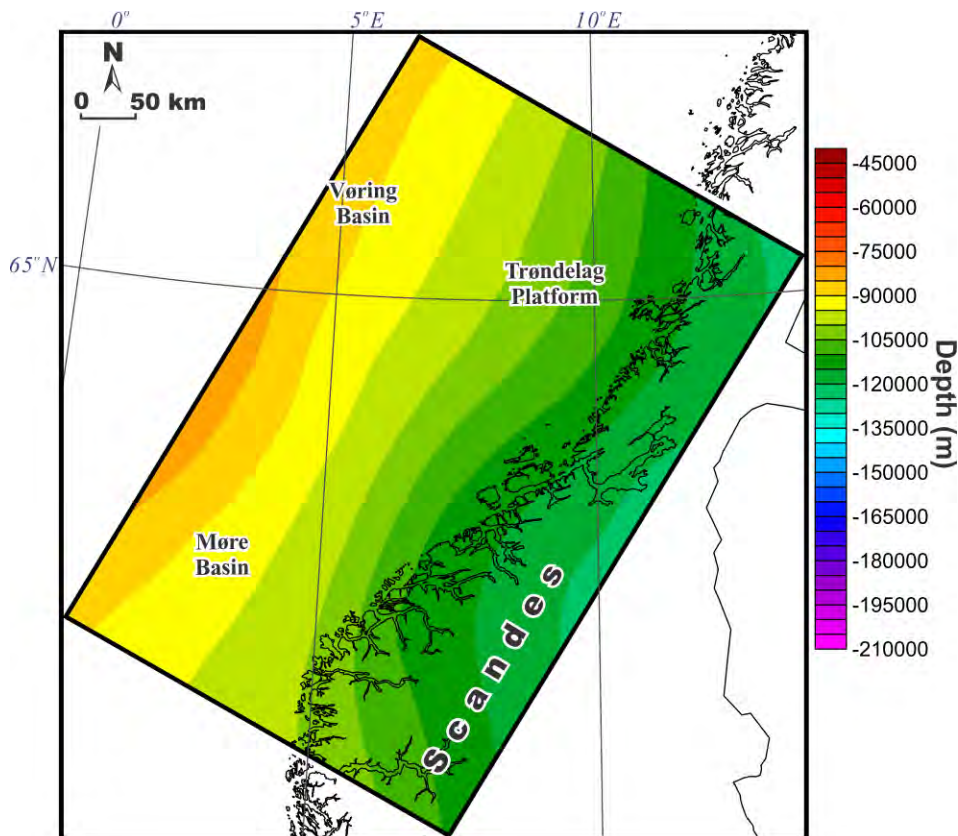 0° 5°E 10°E
N
0 50 km
Vøring
Basin
65°N
Trøndelag
Platform
Møre
Basin
Scandes
-45000
-60000
-75000
-90000
-105000
-120000
-135000
-150000
-165000
-180000
-195000
-210000
Depth (m)